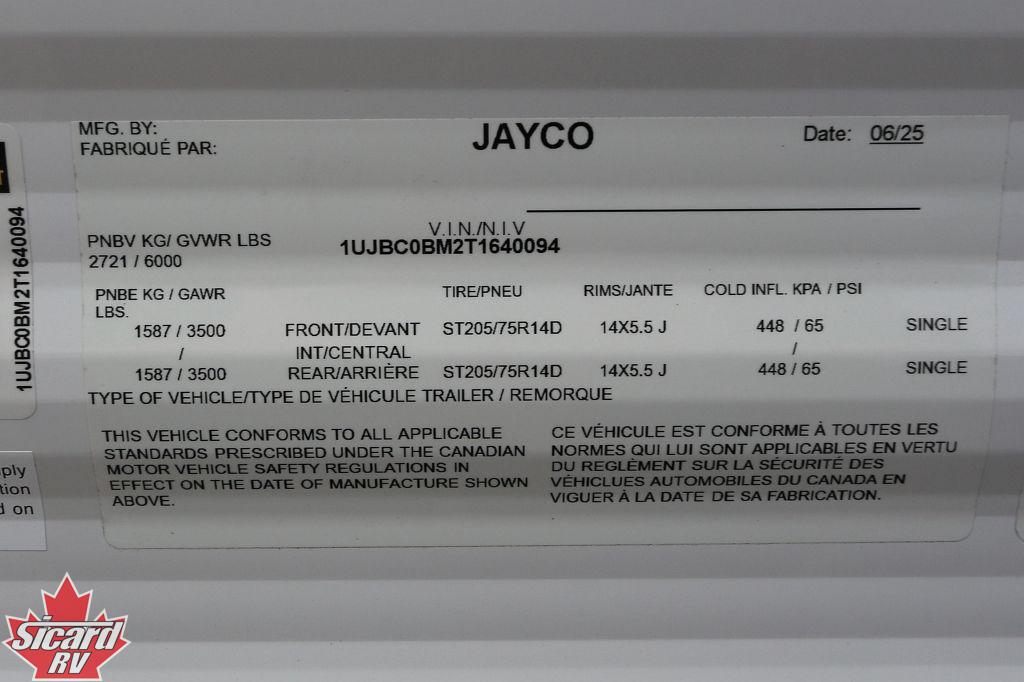 MFG. BY:
FABRIQUÉ PAR:
JAYCO
Date: 06/25
V.I.N./N.I.V
1UJBC0BM2T1640094
PNBV KG/ GVWR LBS
2721 / 6000
PNBE KG / GAWR
LBS.
TIRE/PNEU RIMS/JANTE COLD INFL. KPA / PSI
1587 / 3500 FRONT/DEVANT ST205/75R14D 14X5.5 J 448 / 65 SINGLE
/ INT/CENTRAL /
1587 / 3500 REAR/ARRIÈRE ST205/75R14D 14X5.5 J 448 / 65 SINGLE
TYPE OF VEHICLE/TYPE DE VÉHICULE TRAILER / REMORQUE
THIS VEHICLE CONFORMS TO ALL APPLICABLE
STANDARDS PRESCRIBED UNDER THE CANADIAN
MOTOR VEHICLE SAFETY REGULATIONS IN
EFFECT ON THE DATE OF MANUFACTURE SHOWN
ABOVE.
CE VÉHICULE EST CONFORME À TOUTES LES
NORMES QUI LUI SONT APPLICABLES EN VERTU
DU REGLÈMENT SUR LA SÉCURITÉ DES
VÉHICLUES AUTOMOBILES DU CANADA EN
VIGUER À LA DATE DE SA FABRICATION.
1UJBC0BM2T1640094
d on
Sicard
RV